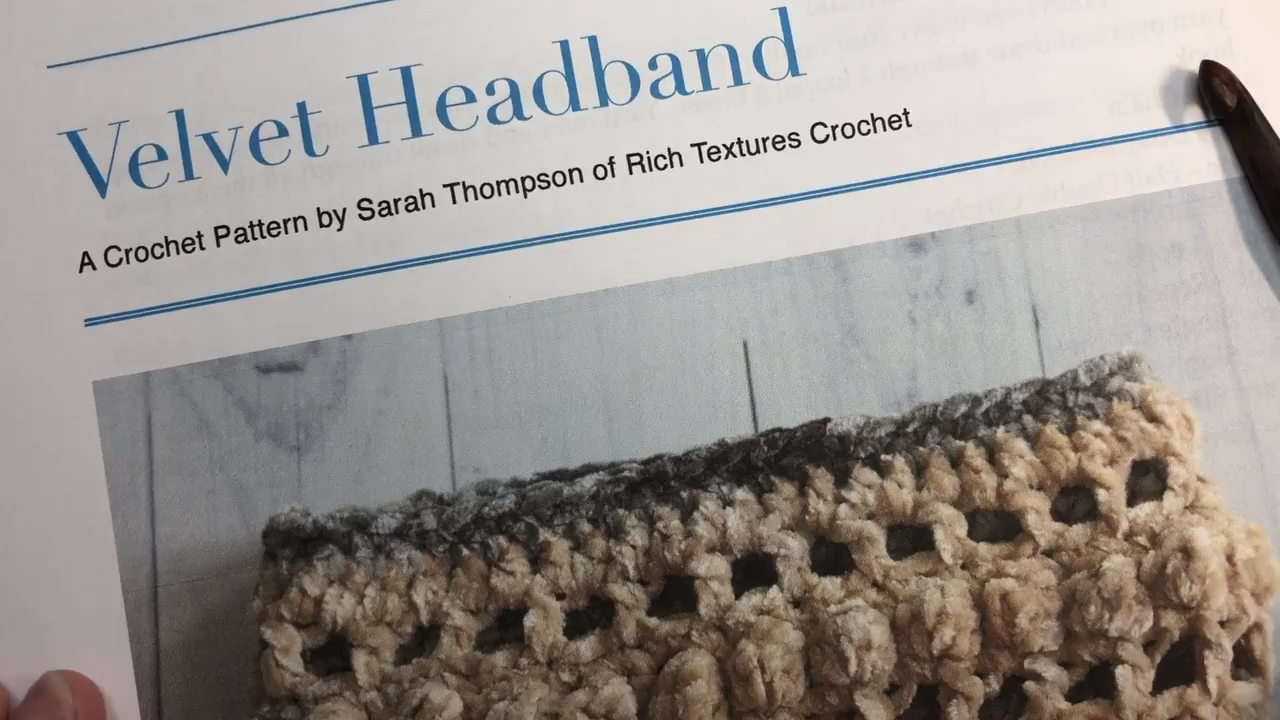 Velvet Headband
A Crochet Pattern by Sarah Thompson of Rich Textures Crochet